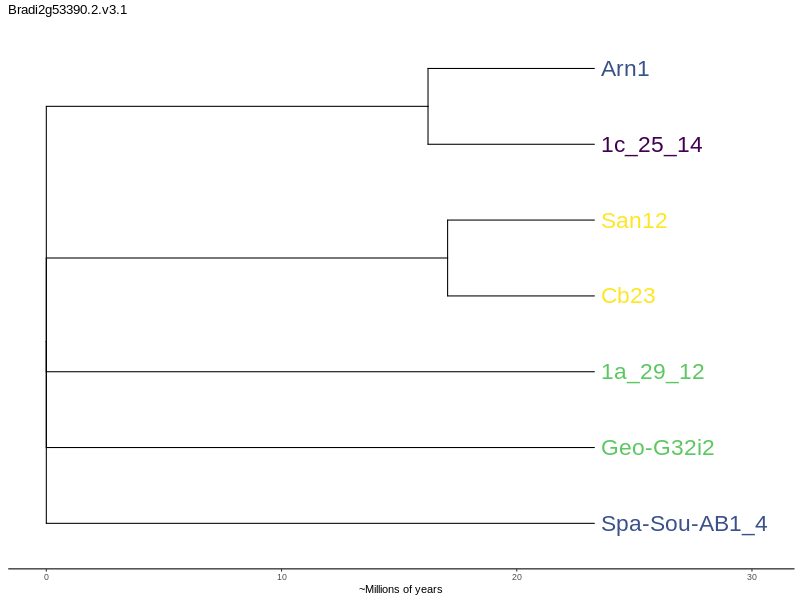 Bradi2g53390.2.v3.1
Arn1
1c_25_14
San12
Cb23
1a_29_12
Geo-G32i2
Spa-Sou-AB1_4
0 10 20 30
~Millions of years